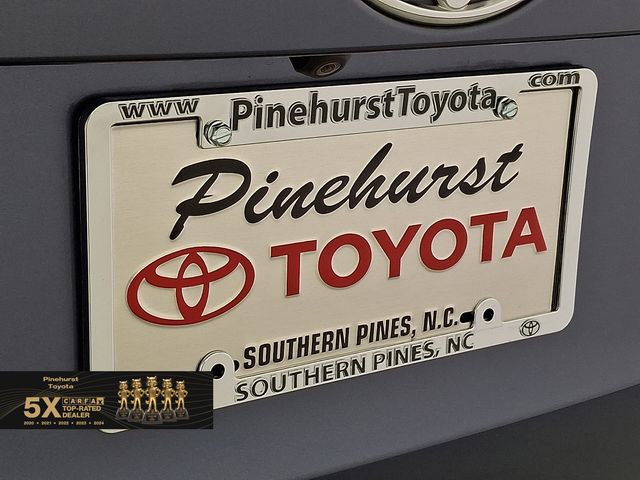 www PinehurstToyota com
Pinehurst
TOYOTA
SOUTHERN PINES, N.C.
SOUTHERN PINES, NC
Pinehurst
Toyota
5X CARFAX
TOP-RATED
DEALER
2020 • 2021 • 2022 • 2023 • 2024